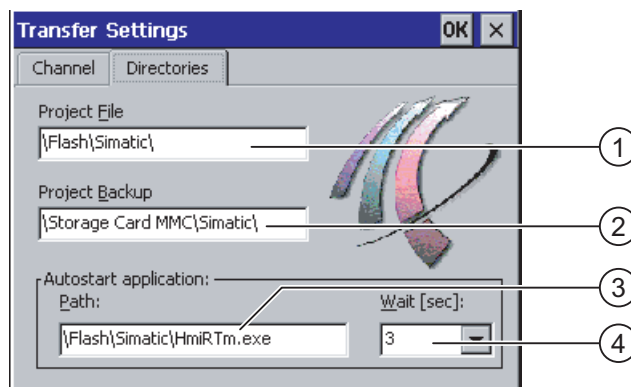 Transfer Settings OK ×
Channel Directories
Project File
\Flash\Simatic\
1
Project Backup
\Storage Card MMC\Simatic\
2
Autostart application:
3
Path: Wait [sec]:
\Flash\Simatic\HmiRTm.exe 3
4